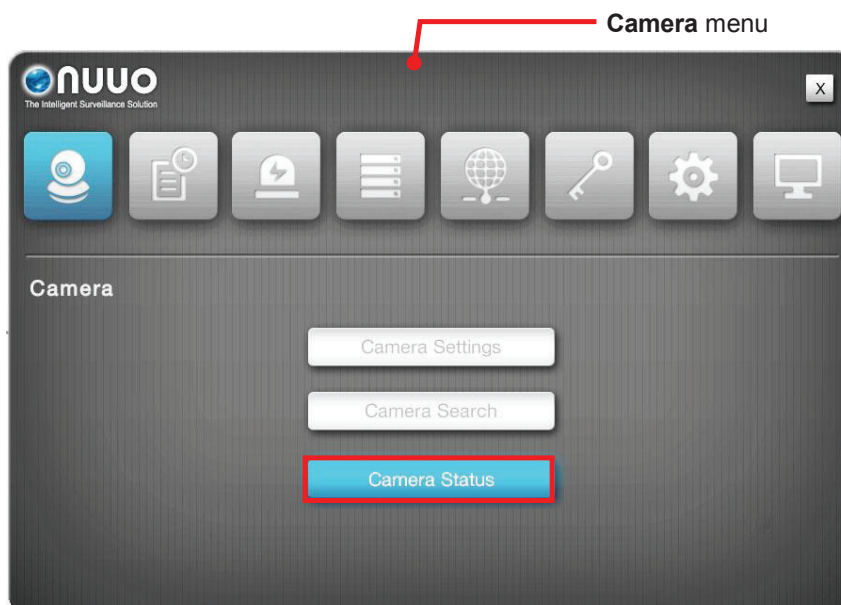 Camera menu
nuuo
The Intelligent Surveillance Solution
X
Camera
Camera Settings
Camera Search
Camera Status